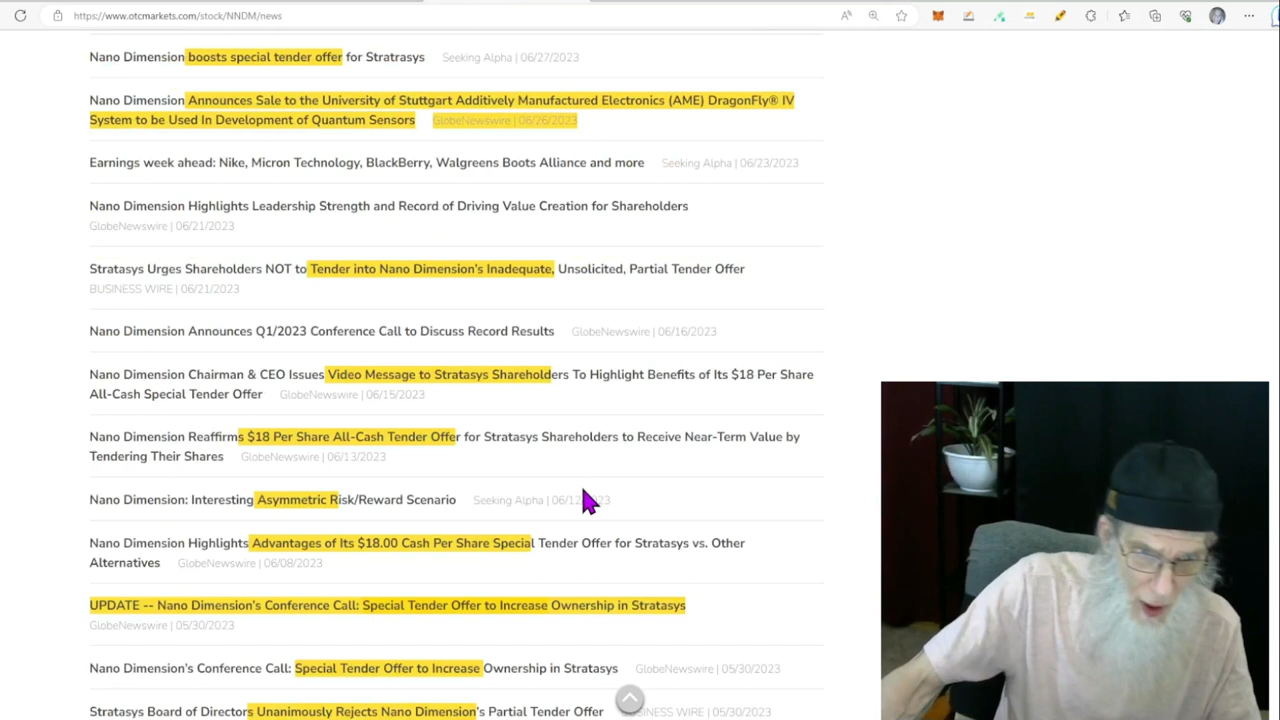 https://www.otcmarkets.com/stock/NNDM/news
Nano Dimension boosts special tender offer for Stratrasys Seeking Alpha | 06/27/2023
Nano Dimension Announces Sale to the University of Stuttgart Additively Manufactured Electronics (AME) DragonFly® IV
System to be Used In Development of Quantum Sensors GlobeNewswire | 06/26/2023
Earnings week ahead: Nike, Micron Technology, BlackBerry, Walgreens Boots Alliance and more Seeking Alpha | 06/23/2023
Nano Dimension Highlights Leadership Strength and Record of Driving Value Creation for Shareholders
GlobeNewswire | 06/21/2023
Stratasys Urges Shareholders NOT to Tender into Nano Dimension's Inadequate, Unsolicited, Partial Tender Offer
BUSINESS WIRE | 06/21/2023
Nano Dimension Announces Q1/2023 Conference Call to Discuss Record Results GlobeNewswire | 06/16/2023
Nano Dimension Chairman & CEO Issues Video Message to Stratasys Shareholders To Highlight Benefits of Its $18 Per Share
All-Cash Special Tender Offer GlobeNewswire | 06/15/2023
Nano Dimension Reaffirms $18 Per Share All-Cash Tender Offer for Stratasys Shareholders to Receive Near-Term Value by
Tendering Their Shares GlobeNewswire | 06/13/2023
Nano Dimension: Interesting Asymmetric Risk/Reward Scenario Seeking Alpha |
Nano Dimension Highlights Advantages of Its $18.00 Cash Per Share Special Tender Offer for Stratasys vs. Other
Alternatives GlobeNewswire | 06/08/2023
UPDATE -- Nano Dimension's Conference Call: Special Tender Offer to Increase Ownership in Stratasys
GlobeNewswire | 05/30/2023
Nano Dimension's Conference Call: Special Tender Offer to Increase Ownership in Stratasys GlobeNewswire | 05/30/2023
Stratasys Board of Directors Unanimously Rejects Nano Dimension's Partial Tender Offer WIRE | 05/30/2023